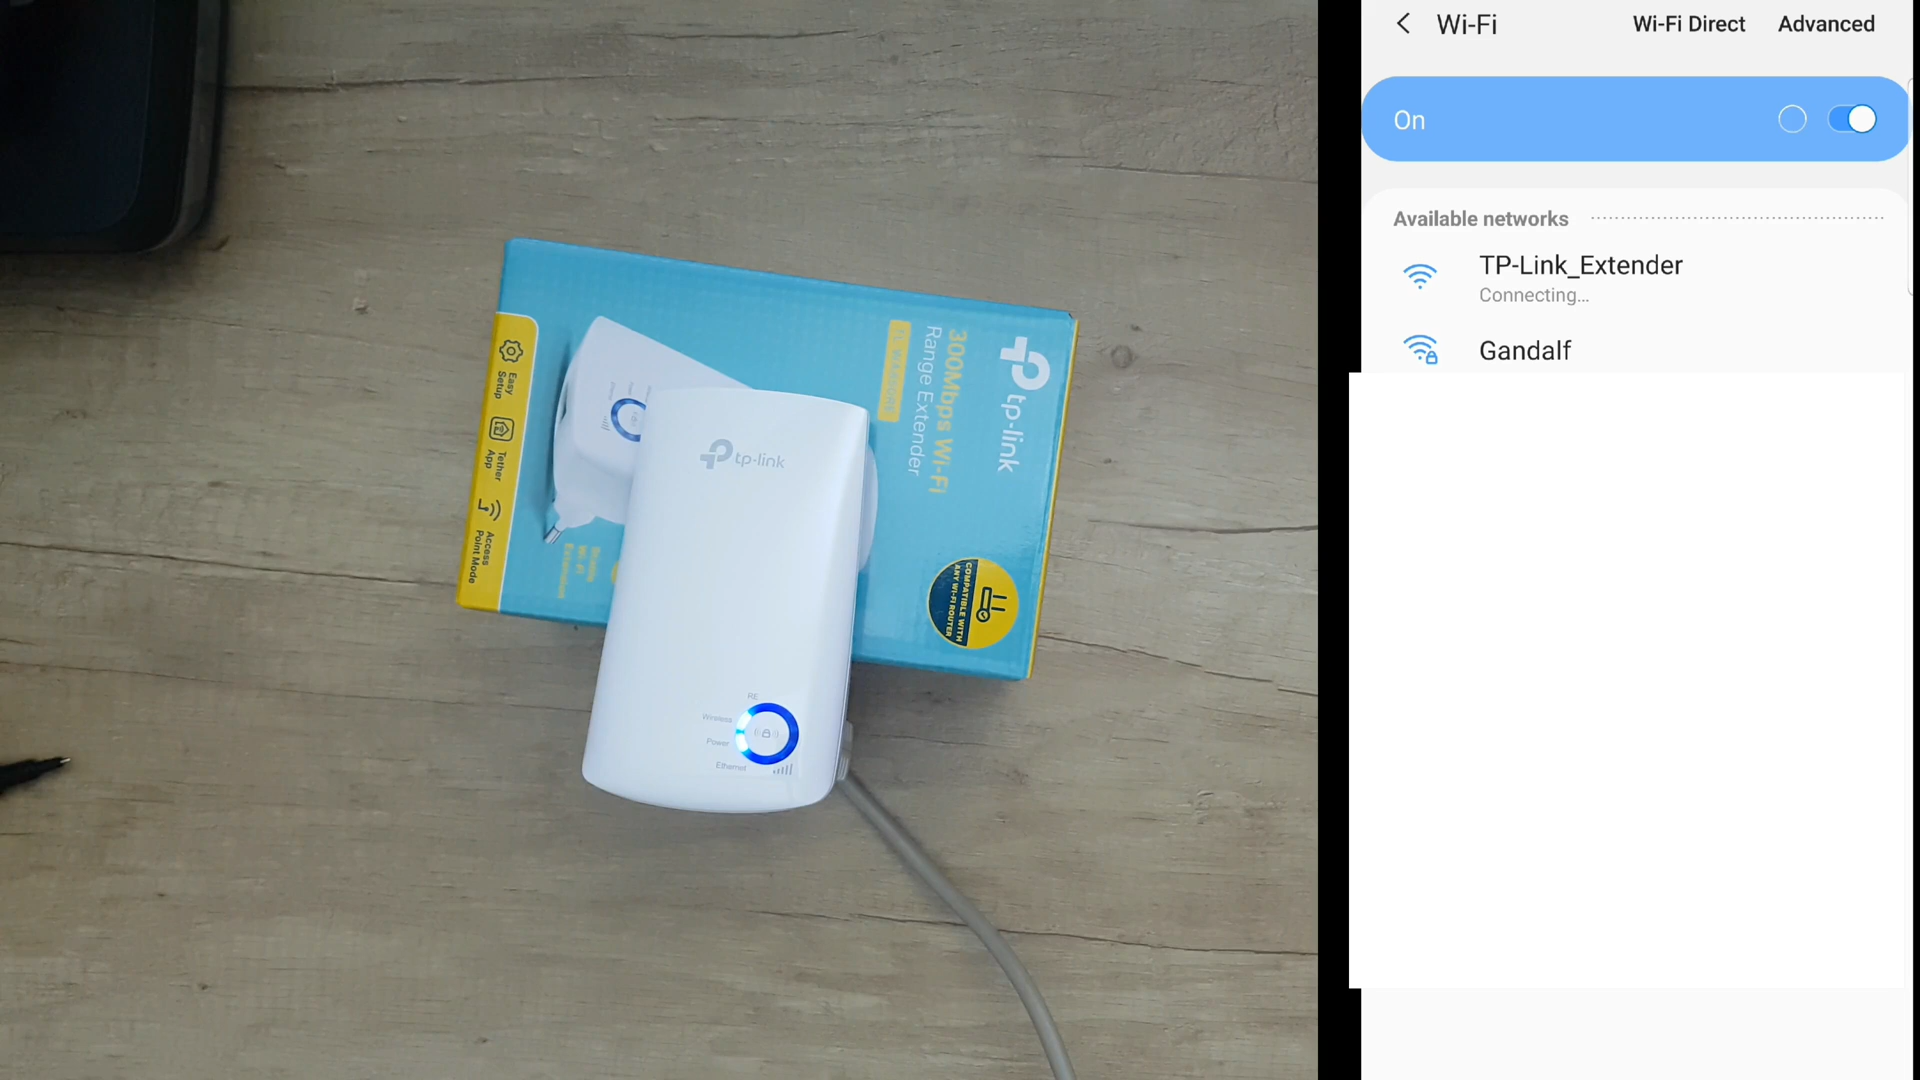 Wi-Fi
Wi-Fi Direct
Advanced
On
Available networks
TP-Link_Extender
Connecting...
Gandalf
tp-link
300Mbps Wi-Fi
Range Extender
Easy
Setup
Tether
App
Access
Point Mode
COMPATIBLE WITH
ANY WI-FI ROUTER
tp-link
RE
Wireless
Power
Ethernet